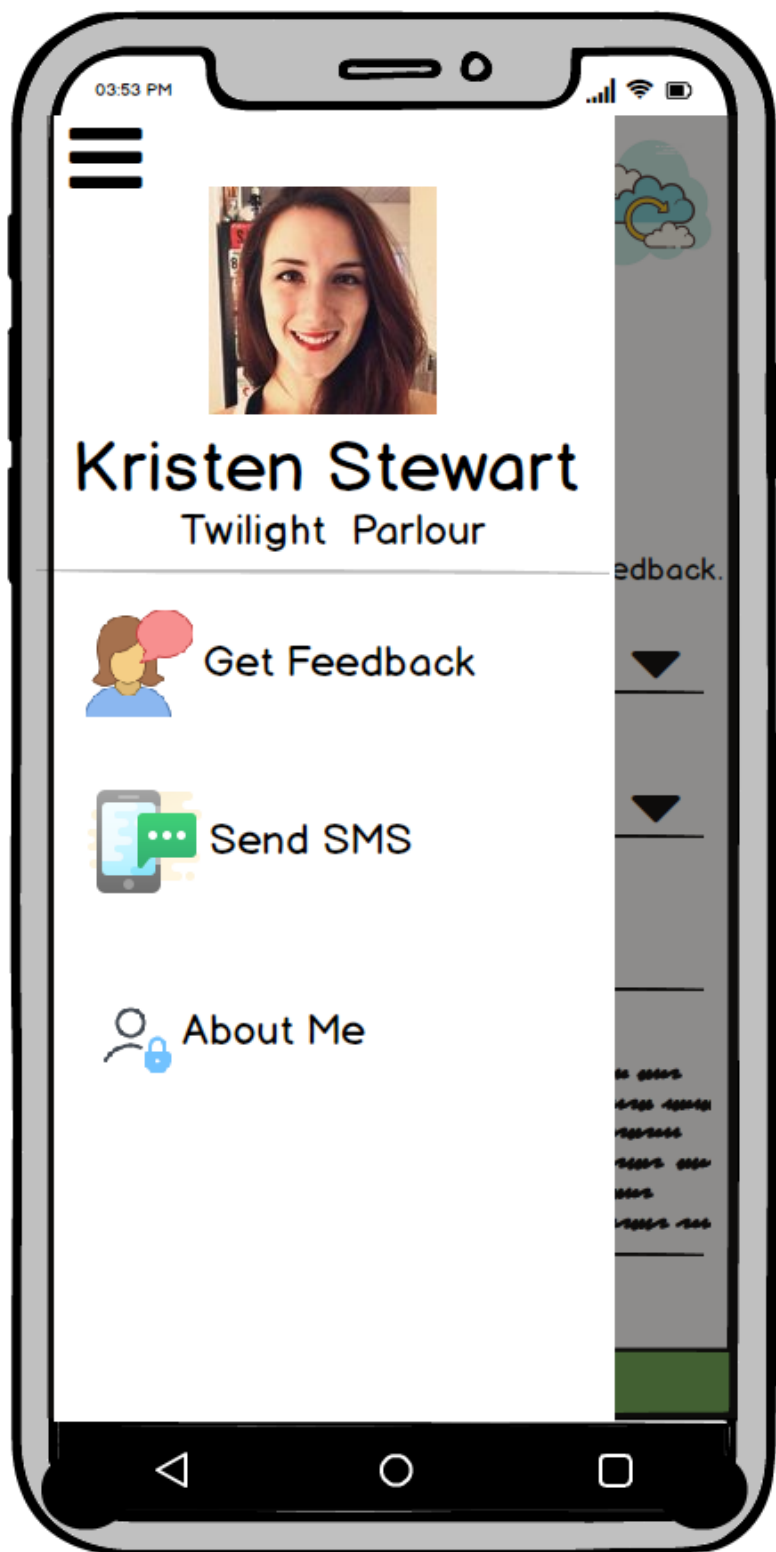 03:53 PM
Kristen Stewart
Twilight Parlour
edback.
Get Feedback
Send SMS
About Me